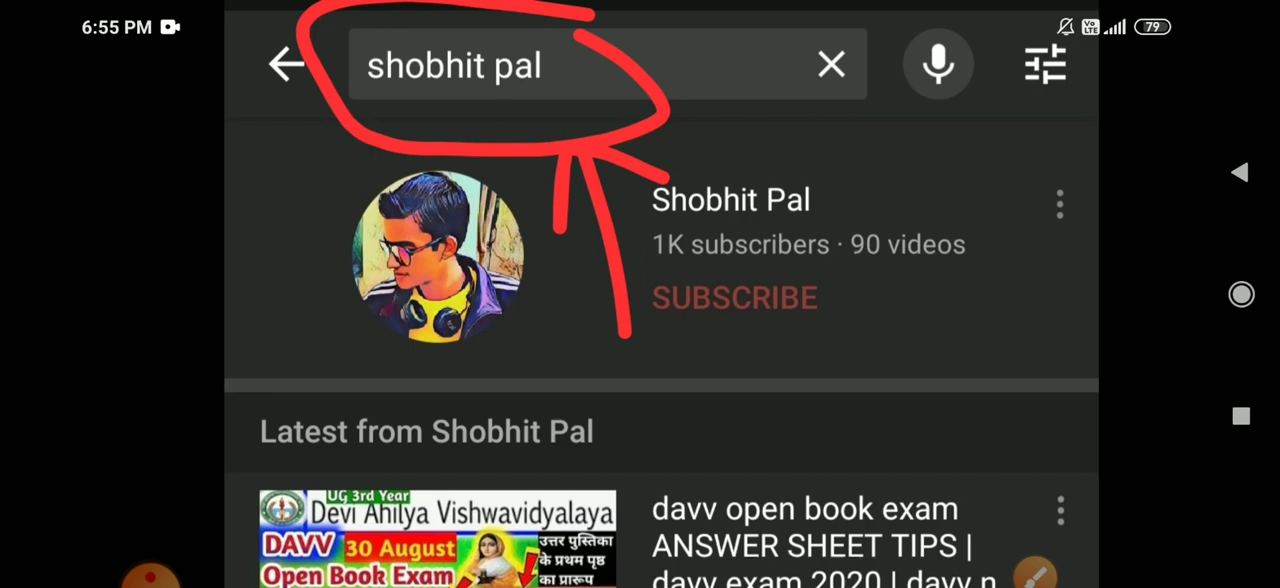 6:55 PM
Vo LTE
79
shobhit pal
Shobhit Pal
1K subscribers · 90 videos
SUBSCRIBE
Latest from Shobhit Pal
UG 3rd Year
Devi Ahilya Vishwavidyalaya
DAVV 30 August
Open Book Exam
उत्तर पुस्तिका
के प्रथम पृष्ठ
का प्रारूप
davv open book exam
ANSWER SHEET TIPS |
davv exam 2020 | davv n